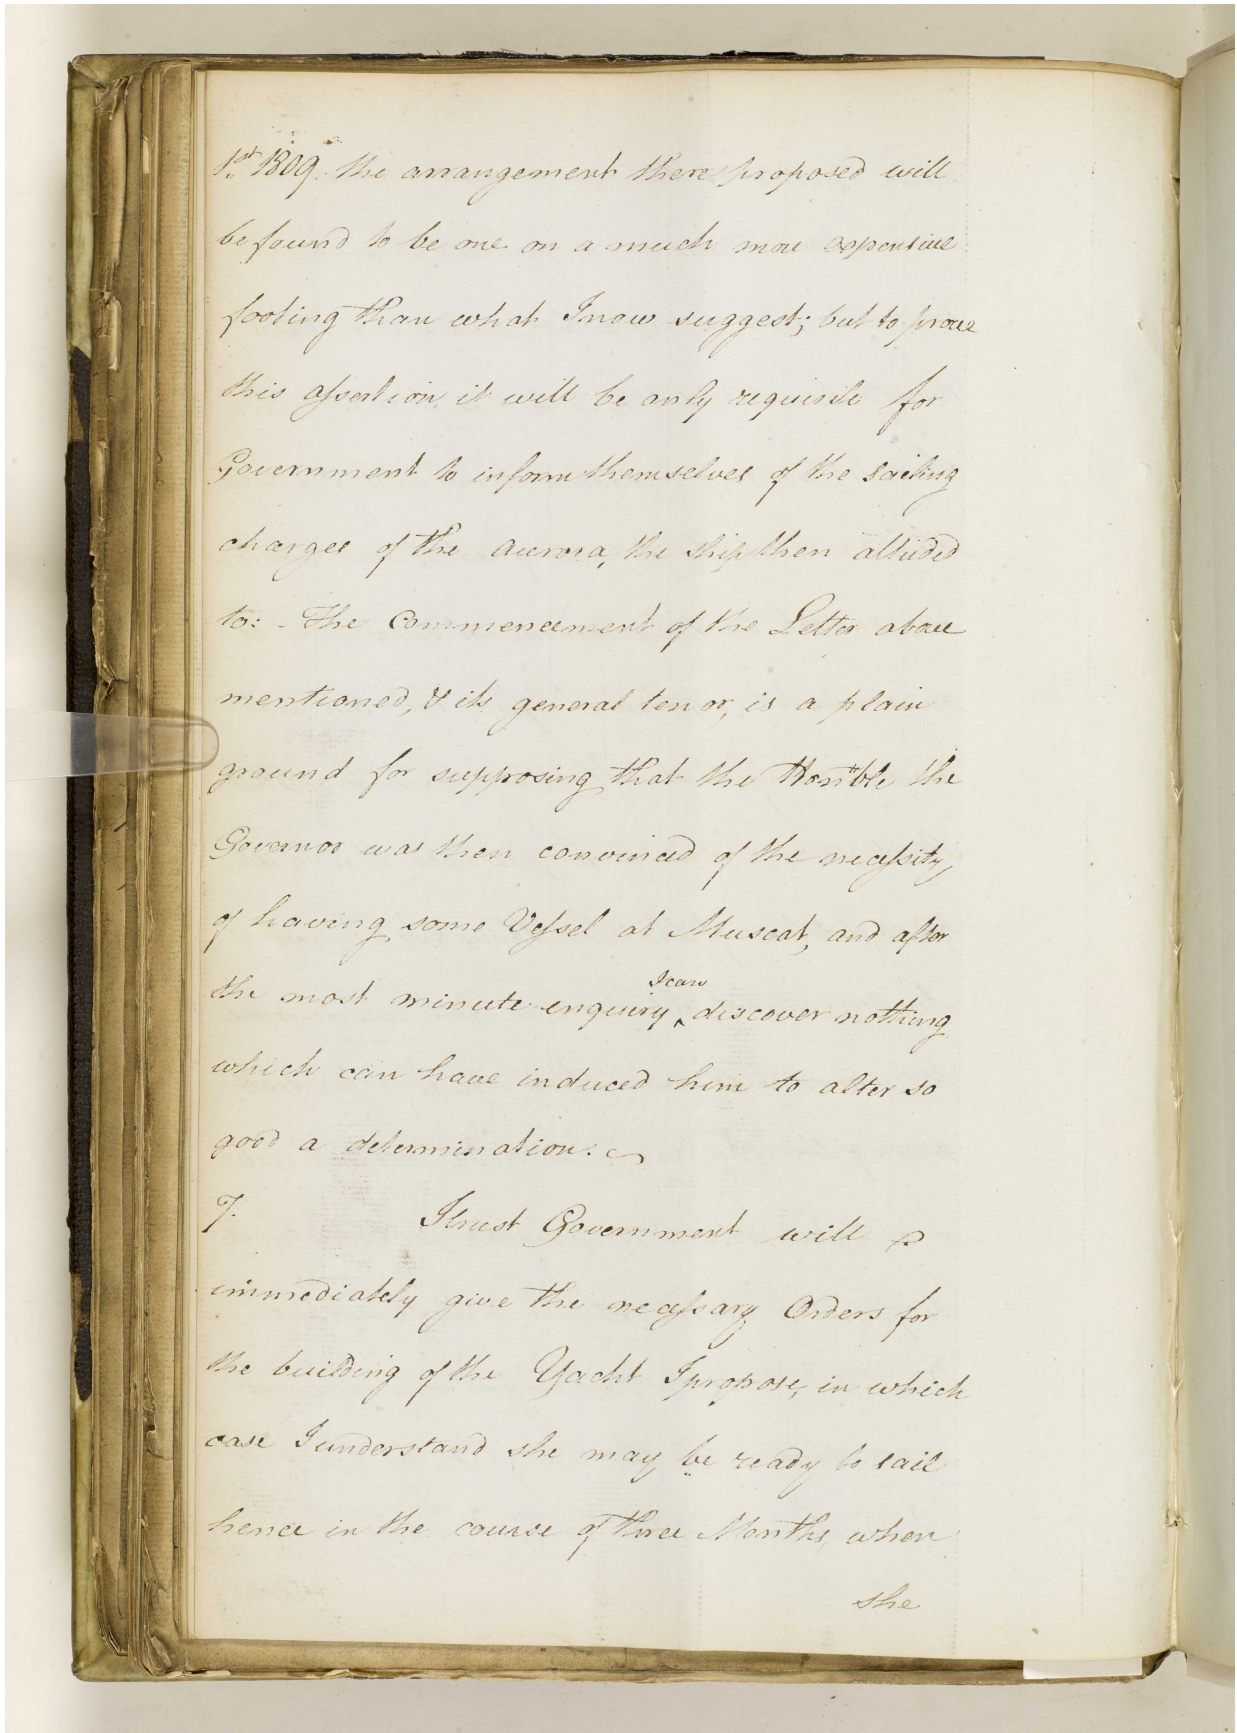 1st. 1809. the arrangement there proposed will
be found to be one on a much more expensive
footing than what I now suggest; but to prove
this assertion, it will be only requisite for
Government to inform themselves of the sailing
charges of the Aurora, the ship then alluded
to: - The Commencement of the Letter above
mentioned, & its general tenor, is a plain
ground for supposing that the Honble the
Governor was then convinced of the necessity,
of having some Vessel at Muscat, and after
the most minute enquiry ^ I can discover nothing
which can have induced him to alter so
good a determination:
7. I trust Government will
immediately give the necessary Orders for
the building of the Yacht I propose, in which
case I understand she may be ready to sail
hence in the course of three Months, when
she